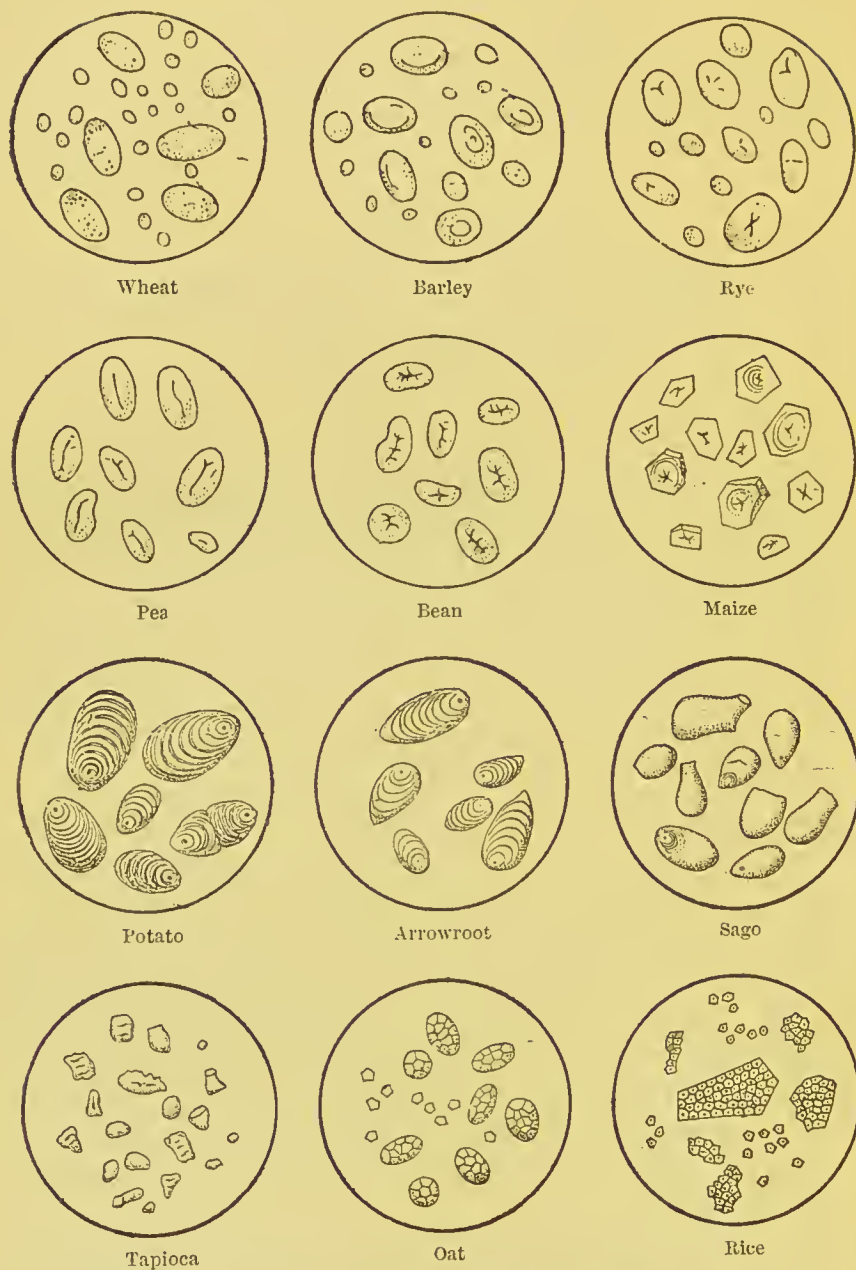 Wheat Barley Rye
Pea Bean Maize
Potato Arrowroot Sago
Tapioca Oat Rice